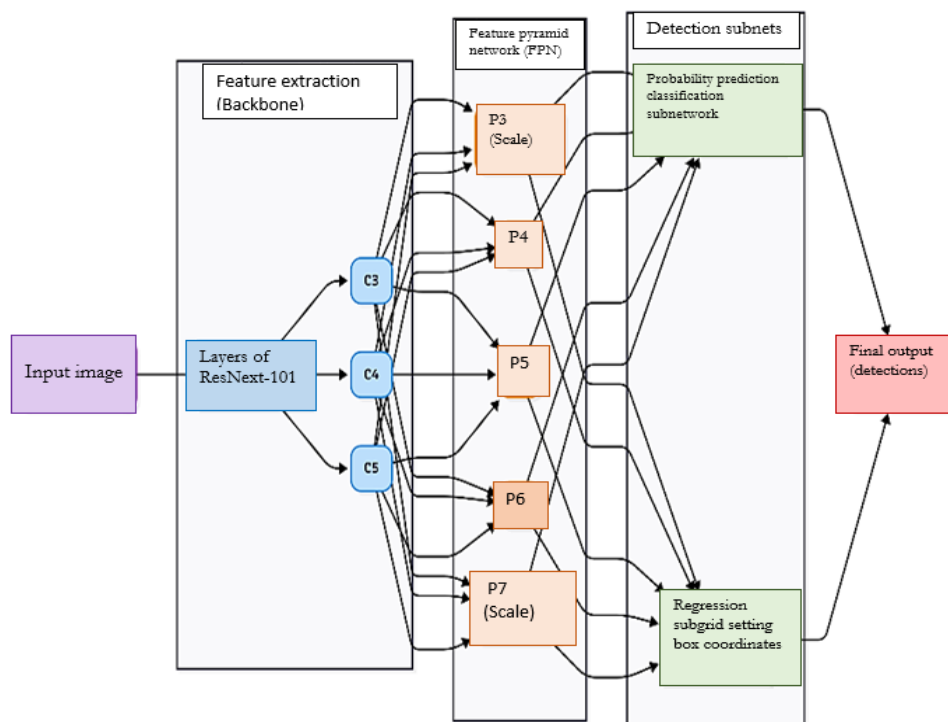 Feature extraction
(Backbone)
Feature pyramid
network (FPN)
Detection subnets
Probability prediction
classification
subnetwork
P3
(Scale)
P4
C3
Input image
Layers of
ResNext-101
C4
P5
Final output
(detections)
C5
P6
P7
(Scale)
Regression
subgrid setting
box coordinates